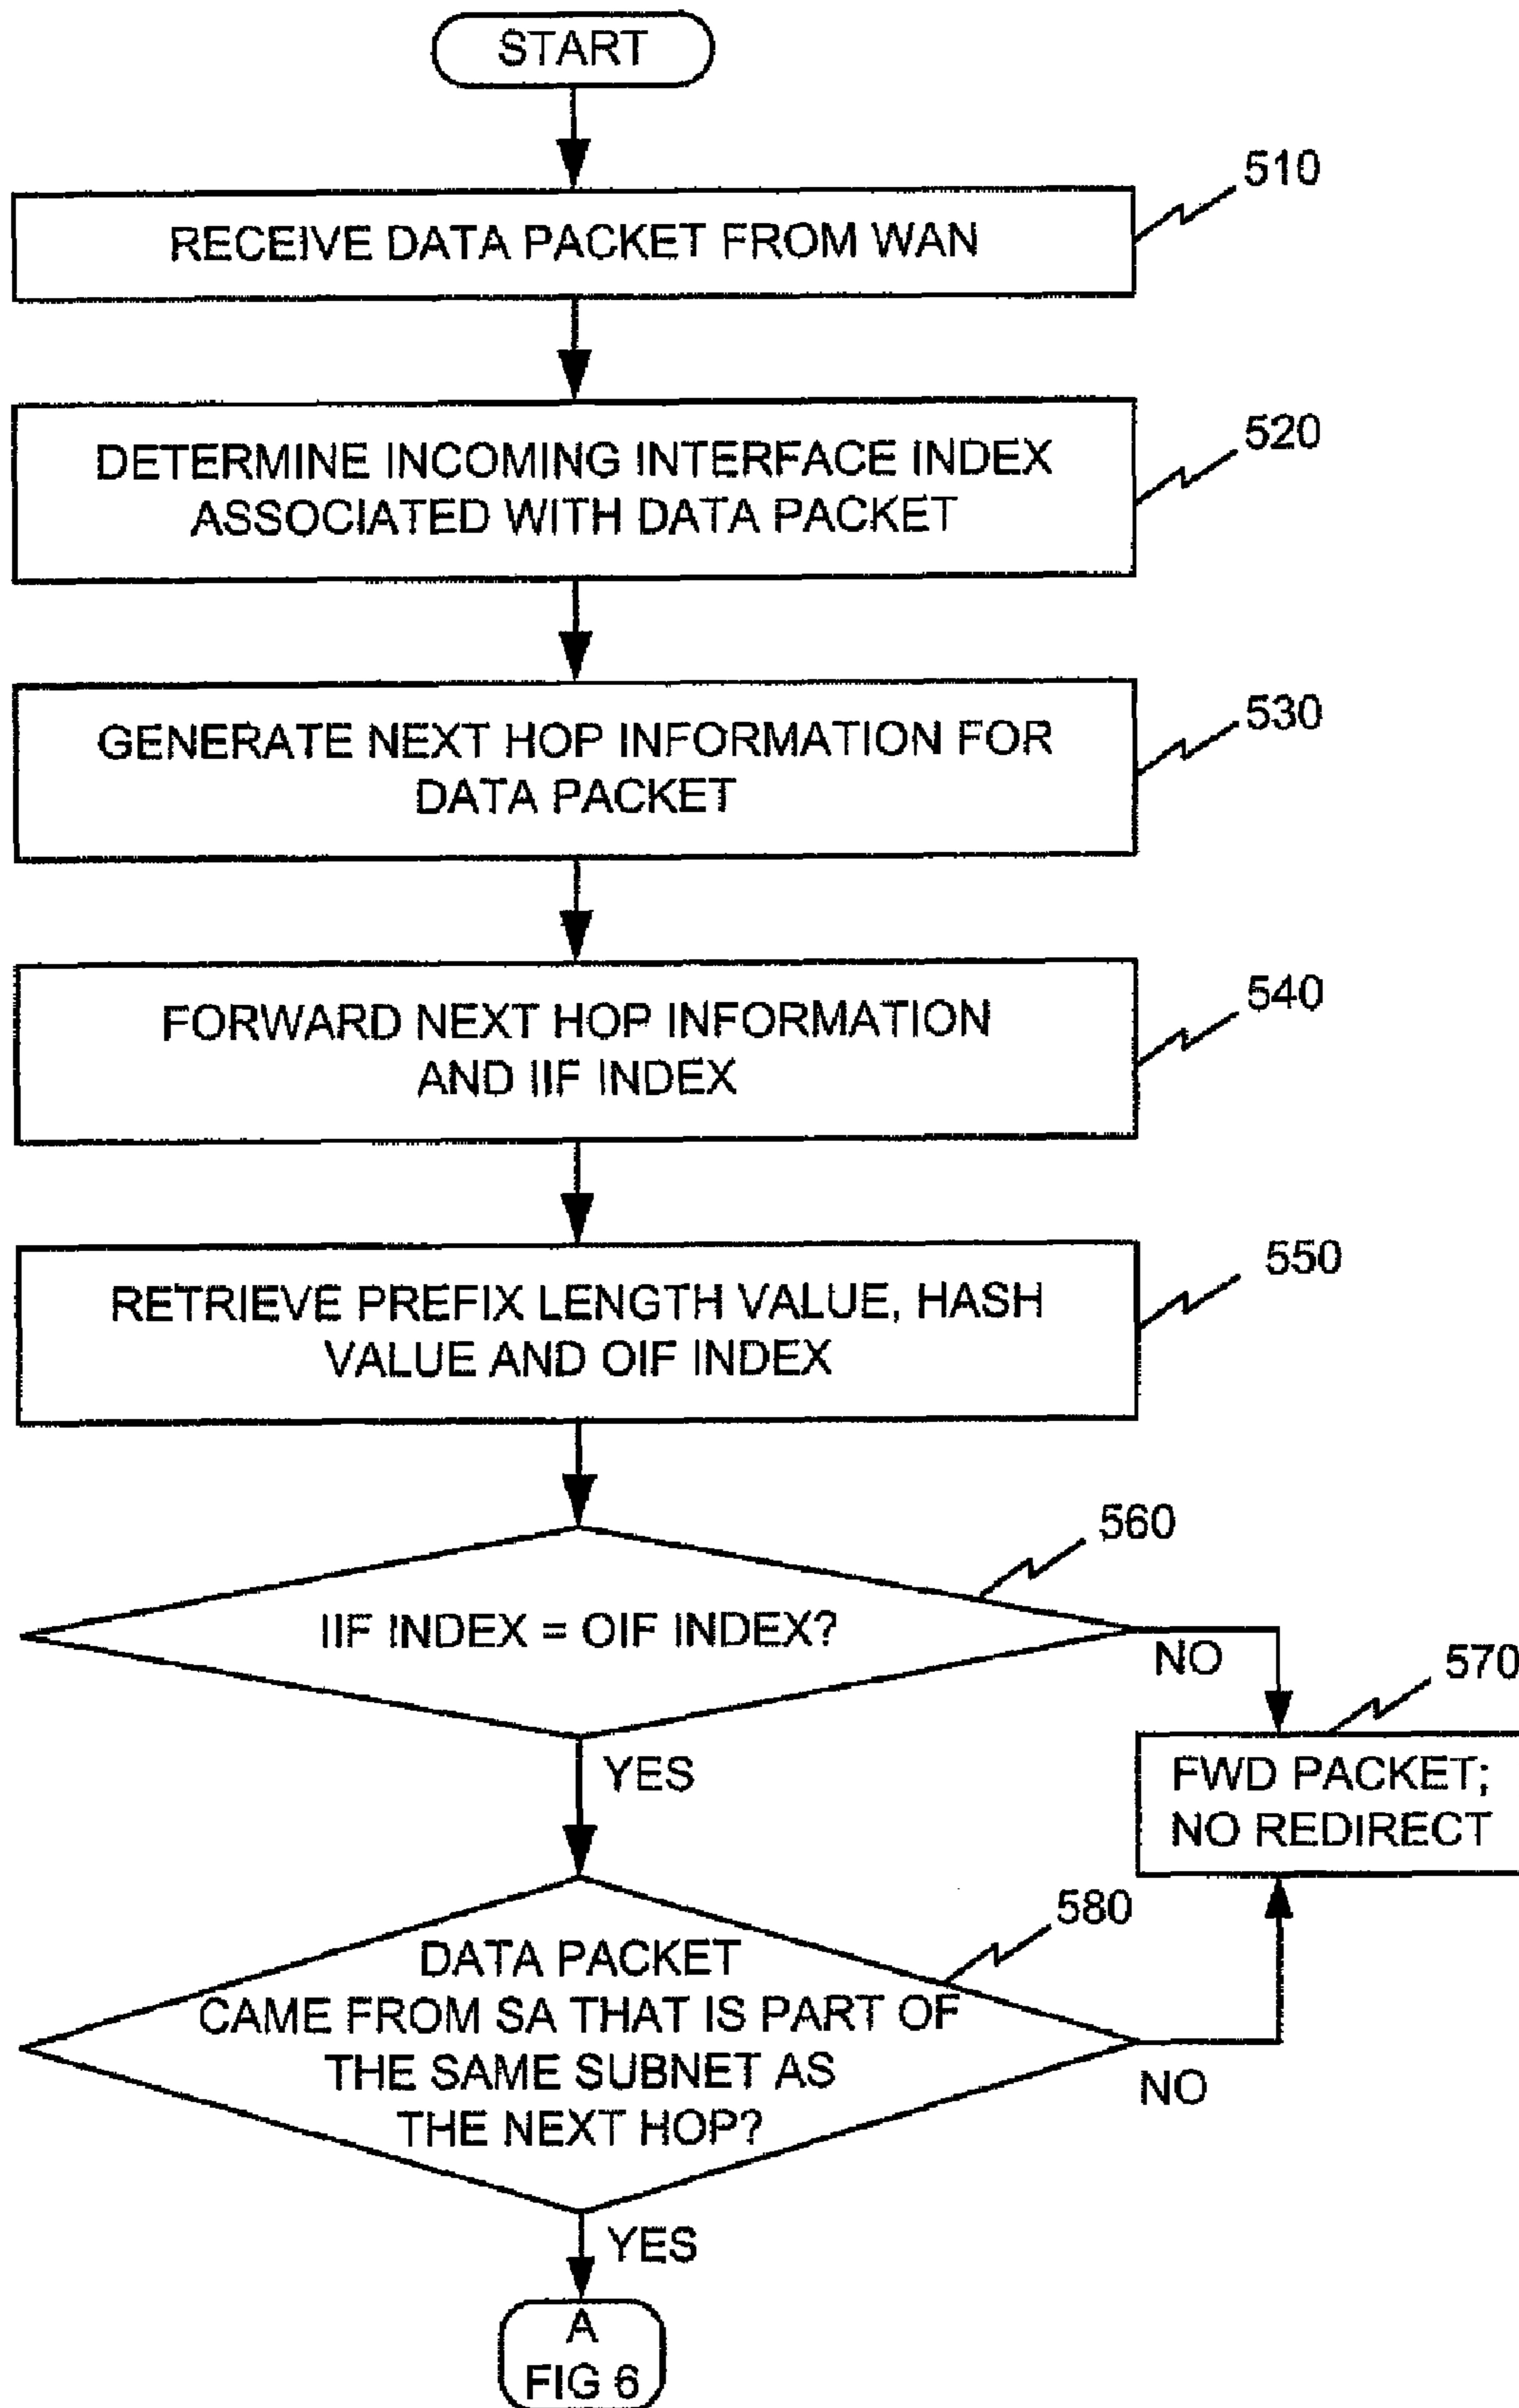 START
510
RECEIVE DATA PACKET FROM WAN
520
DETERMINE INCOMING INTERFACE INDEX
ASSOCIATED WITH DATA PACKET
530
GENERATE NEXT HOP INFORMATION FOR
DATA PACKET
540
FORWARD NEXT HOP INFORMATION
AND IIF INDEX
550
RETRIEVE PREFIX LENGTH VALUE, HASH
VALUE AND OIF INDEX
560
IIF INDEX = OIF INDEX?
NO
570
YES
FWD PACKET;
NO REDIRECT
580
DATA PACKET
CAME FROM SA THAT IS PART OF
THE SAME SUBNET AS
THE NEXT HOP?
NO
YES
A
FIG 6